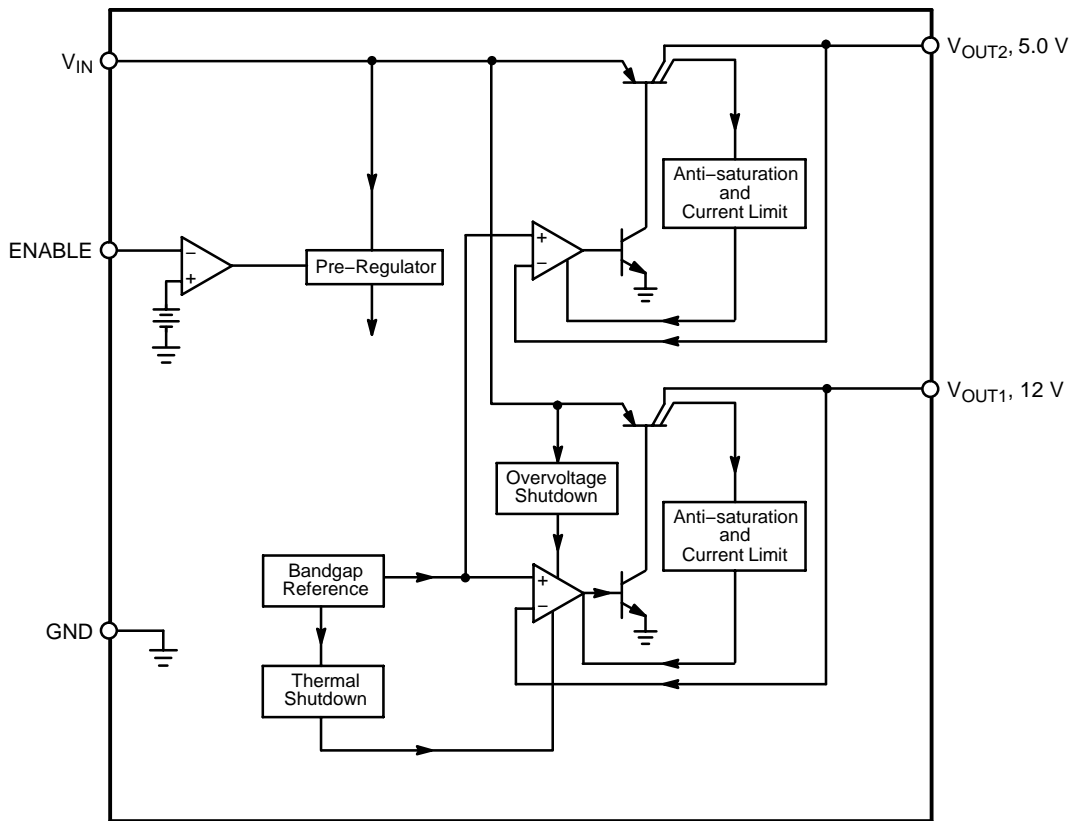 V_IN
V_OUT2, 5.0 V
Anti−saturation
and
Current Limit
ENABLE
−
+
Pre−Regulator
+
−
V_OUT1, 12 V
Overvoltage
Shutdown
Anti−saturation
and
Current Limit
Bandgap
Reference
+
−
GND
Thermal
Shutdown